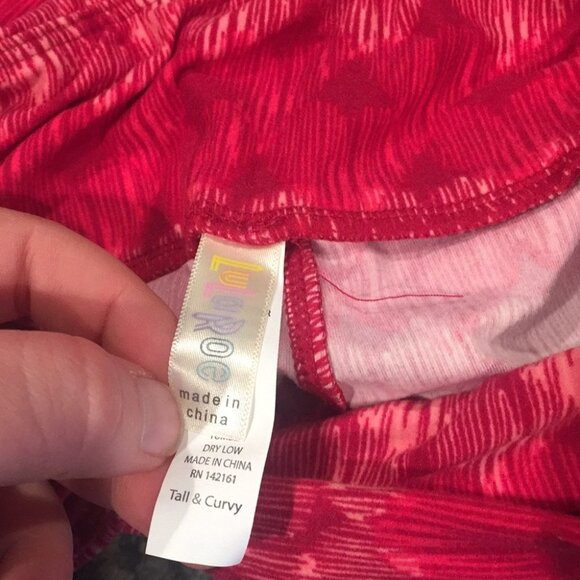 LuLaRoe
made in
china
DRY LOW
MADE IN CHINA
RN 142161
Tall & Curvy